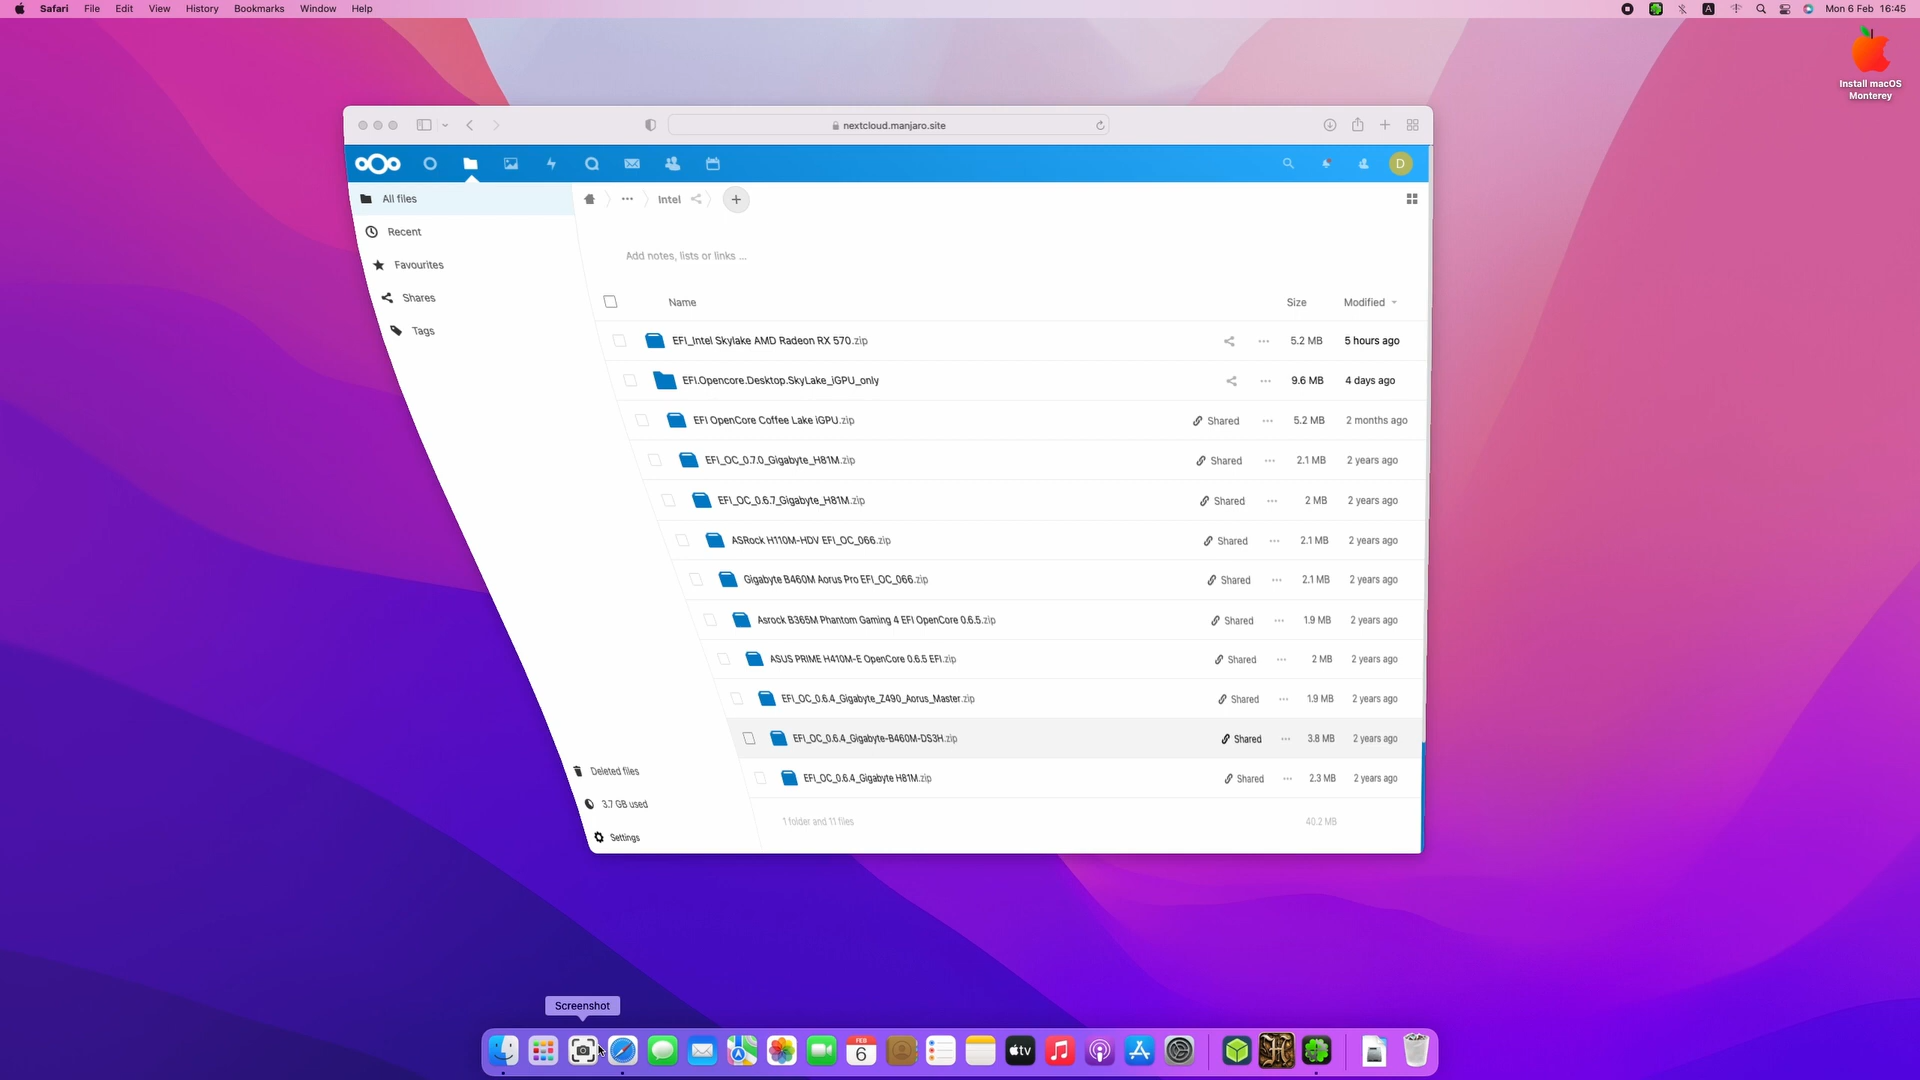 Safari File Edit View History Bookmarks Window Help
A
Mon 6 Feb 16:45
Install macOS
Monterey
nextcloud.manjaro.site
D
All files
Intel
+
Recent
Favourites
Shares
Tags
Add notes, lists or links ...
Name Size Modified
EFI_Intel Skylake AMD Radeon RX 570.zip 5.2 MB 5 hours ago
EFI.Opencore.Desktop.SkyLake_iGPU_only 9.6 MB 4 days ago
EFI OpenCore Coffee Lake iGPU.zip Shared 5.2 MB 2 months ago
EFI_OC_0.7.0_Gigabyte_H81M.zip Shared 2.1 MB 2 years ago
EFI_OC_0.6.7_Gigabyte_H81M.zip Shared 2 MB 2 years ago
ASRock H110M-HDV EFI_OC_066.zip Shared 2.1 MB 2 years ago
Gigabyte B460M Aorus Pro EFI_OC_066.zip Shared 2.1 MB 2 years ago
Asrock B365M Phantom Gaming 4 EFI OpenCore 0.6.5.zip Shared 1.9 MB 2 years ago
ASUS PRIME H410M-E OpenCore 0.6.5 EFI.zip Shared 2 MB 2 years ago
EFI_OC_0.6.4_Gigabyte_Z490_Aorus_Master.zip Shared 1.9 MB 2 years ago
EFI_OC_0.6.4_Gigabyte-B460M-DS3H.zip Shared 3.8 MB 2 years ago
EFI_OC_0.6.4_Gigabyte H81M.zip Shared 2.3 MB 2 years ago
1 folder and 11 files 40.2 MB
Deleted files
3.7 GB used
Settings
Screenshot
FEB
6
tv